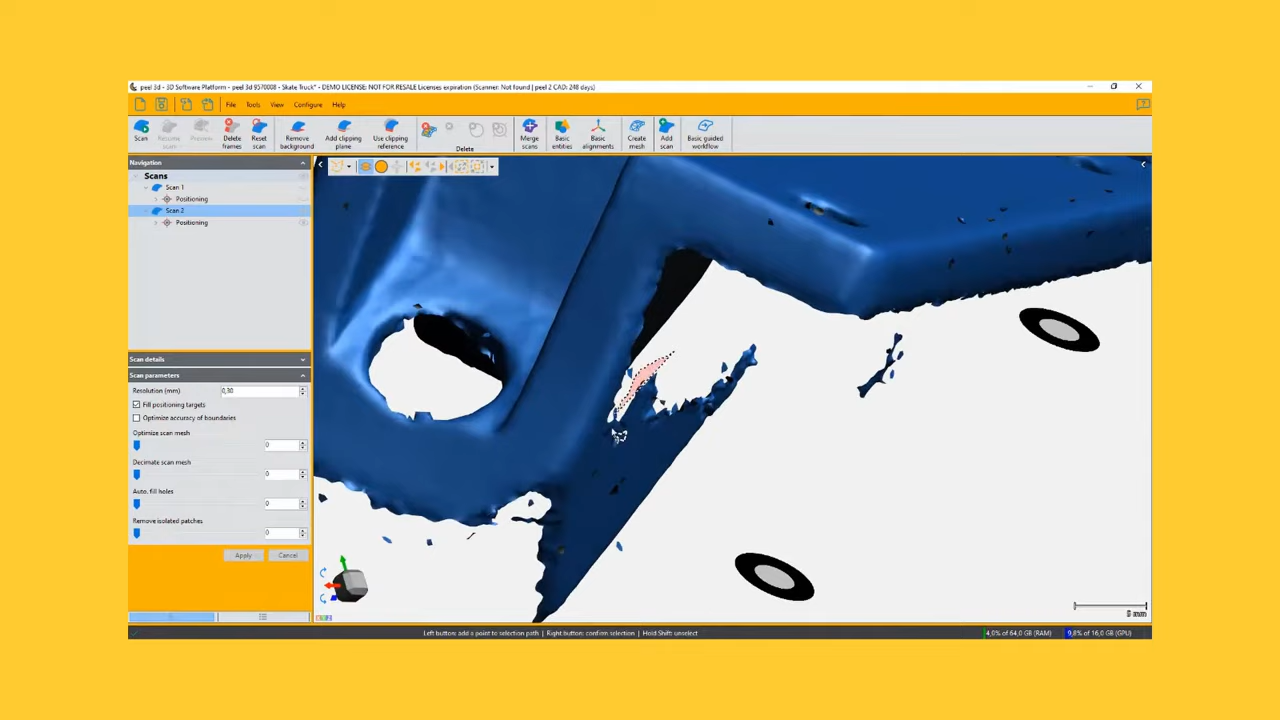 peel 3d - 3D Software Platform - peel 3d 9570008 - Skate Truck* - DEMO LICENSE: NOT FOR RESALE Licenses expiration (Scanner: Not found | peel 2 CAD: 248 days)
File Tools View Configure Help
Scan
Delete frames
Reset scan
Remove background
Add clipping plane
Use clipping reference
Delete
Merge scans
Basic entities
Basic alignments
Create mesh
Add scan
Basic guided workflow
Navigation
Scans
Scan 1
Positioning
Scan 2
Positioning
Scan details
Scan parameters
Resolution (mm) 0,30
Fill positioning targets
Optimize accuracy of boundaries
Optimize scan mesh
0
Decimate scan mesh
0
Auto. fill holes
0
Remove isolated patches
0
Apply Cancel
5 mm
Left button: add a point to selection path | Right button: confirm selection | Hold Shift: unselect
4,0% of 64,0 GB (RAM) 9,8% of 16,0 GB (GPU)